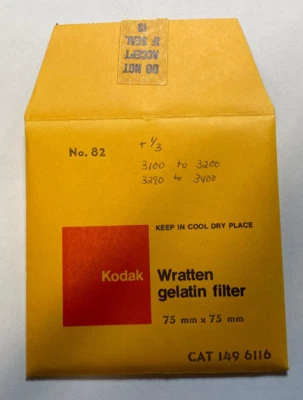 DO NOT
ACCEPT
IF SEAL
IS
No. 82
+ 1/3
3100 to 3200
3290 to 3400
KEEP IN COOL DRY PLACE
Kodak
Wratten
gelatin filter
75 mm x 75 mm
CAT 149 6116